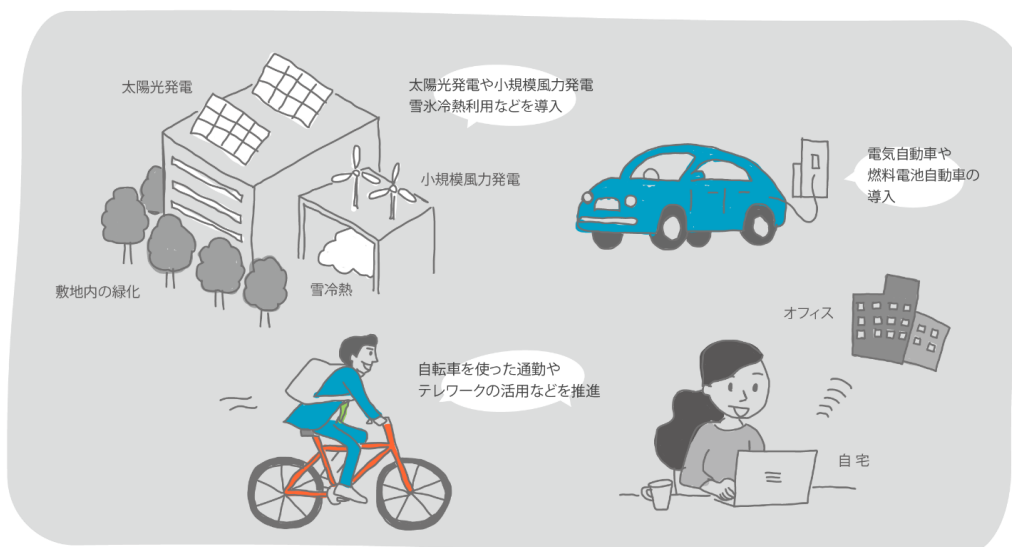 太陽光発電
太陽光発電や小規模風力発電
雪氷冷熱利用などを導入
小規模風力発電
敷地内の緑化
雪冷熱
電気自動車や
燃料電池自動車の
導入
自転車を使った通勤や
テレワークの活用などを推進
オフィス
自 宅